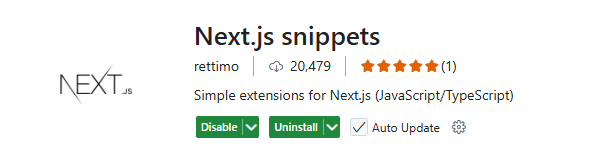 Next.js snippets
NEXT.JS
rettimo 20,479 (1)
Simple extensions for Next.js (JavaScript/TypeScript)
Disable Uninstall Auto Update